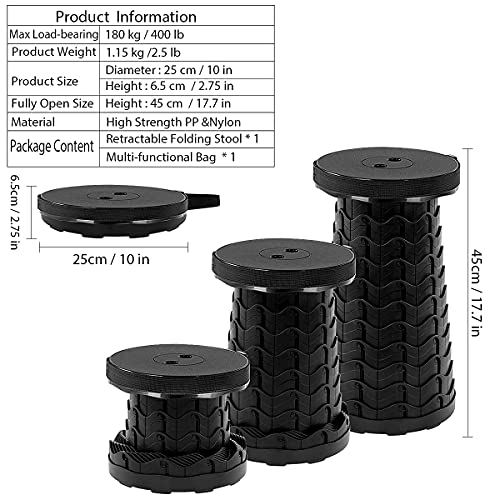 Product Information
Max Load-bearing 180 kg / 400 lb
Product Weight 1.15 kg /2.5 lb
Product Size Diameter : 25 cm / 10 in
Height : 6.5 cm / 2.75 in
Fully Open Size Height : 45 cm / 17.7 in
Material High Strength PP &Nylon
Package Content Retractable Folding Stool * 1
Multi-functional Bag * 1
6.5cm / 2.75 in
25cm / 10 in
45cm / 17.7 in